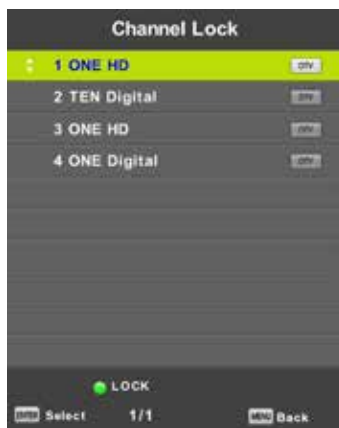 Channel Lock
1 ONE HD DTV
2 TEN Digital DTV
3 ONE HD DTV
4 ONE Digital DTV
LOCK
ENTER Select 1/1 MENU Back